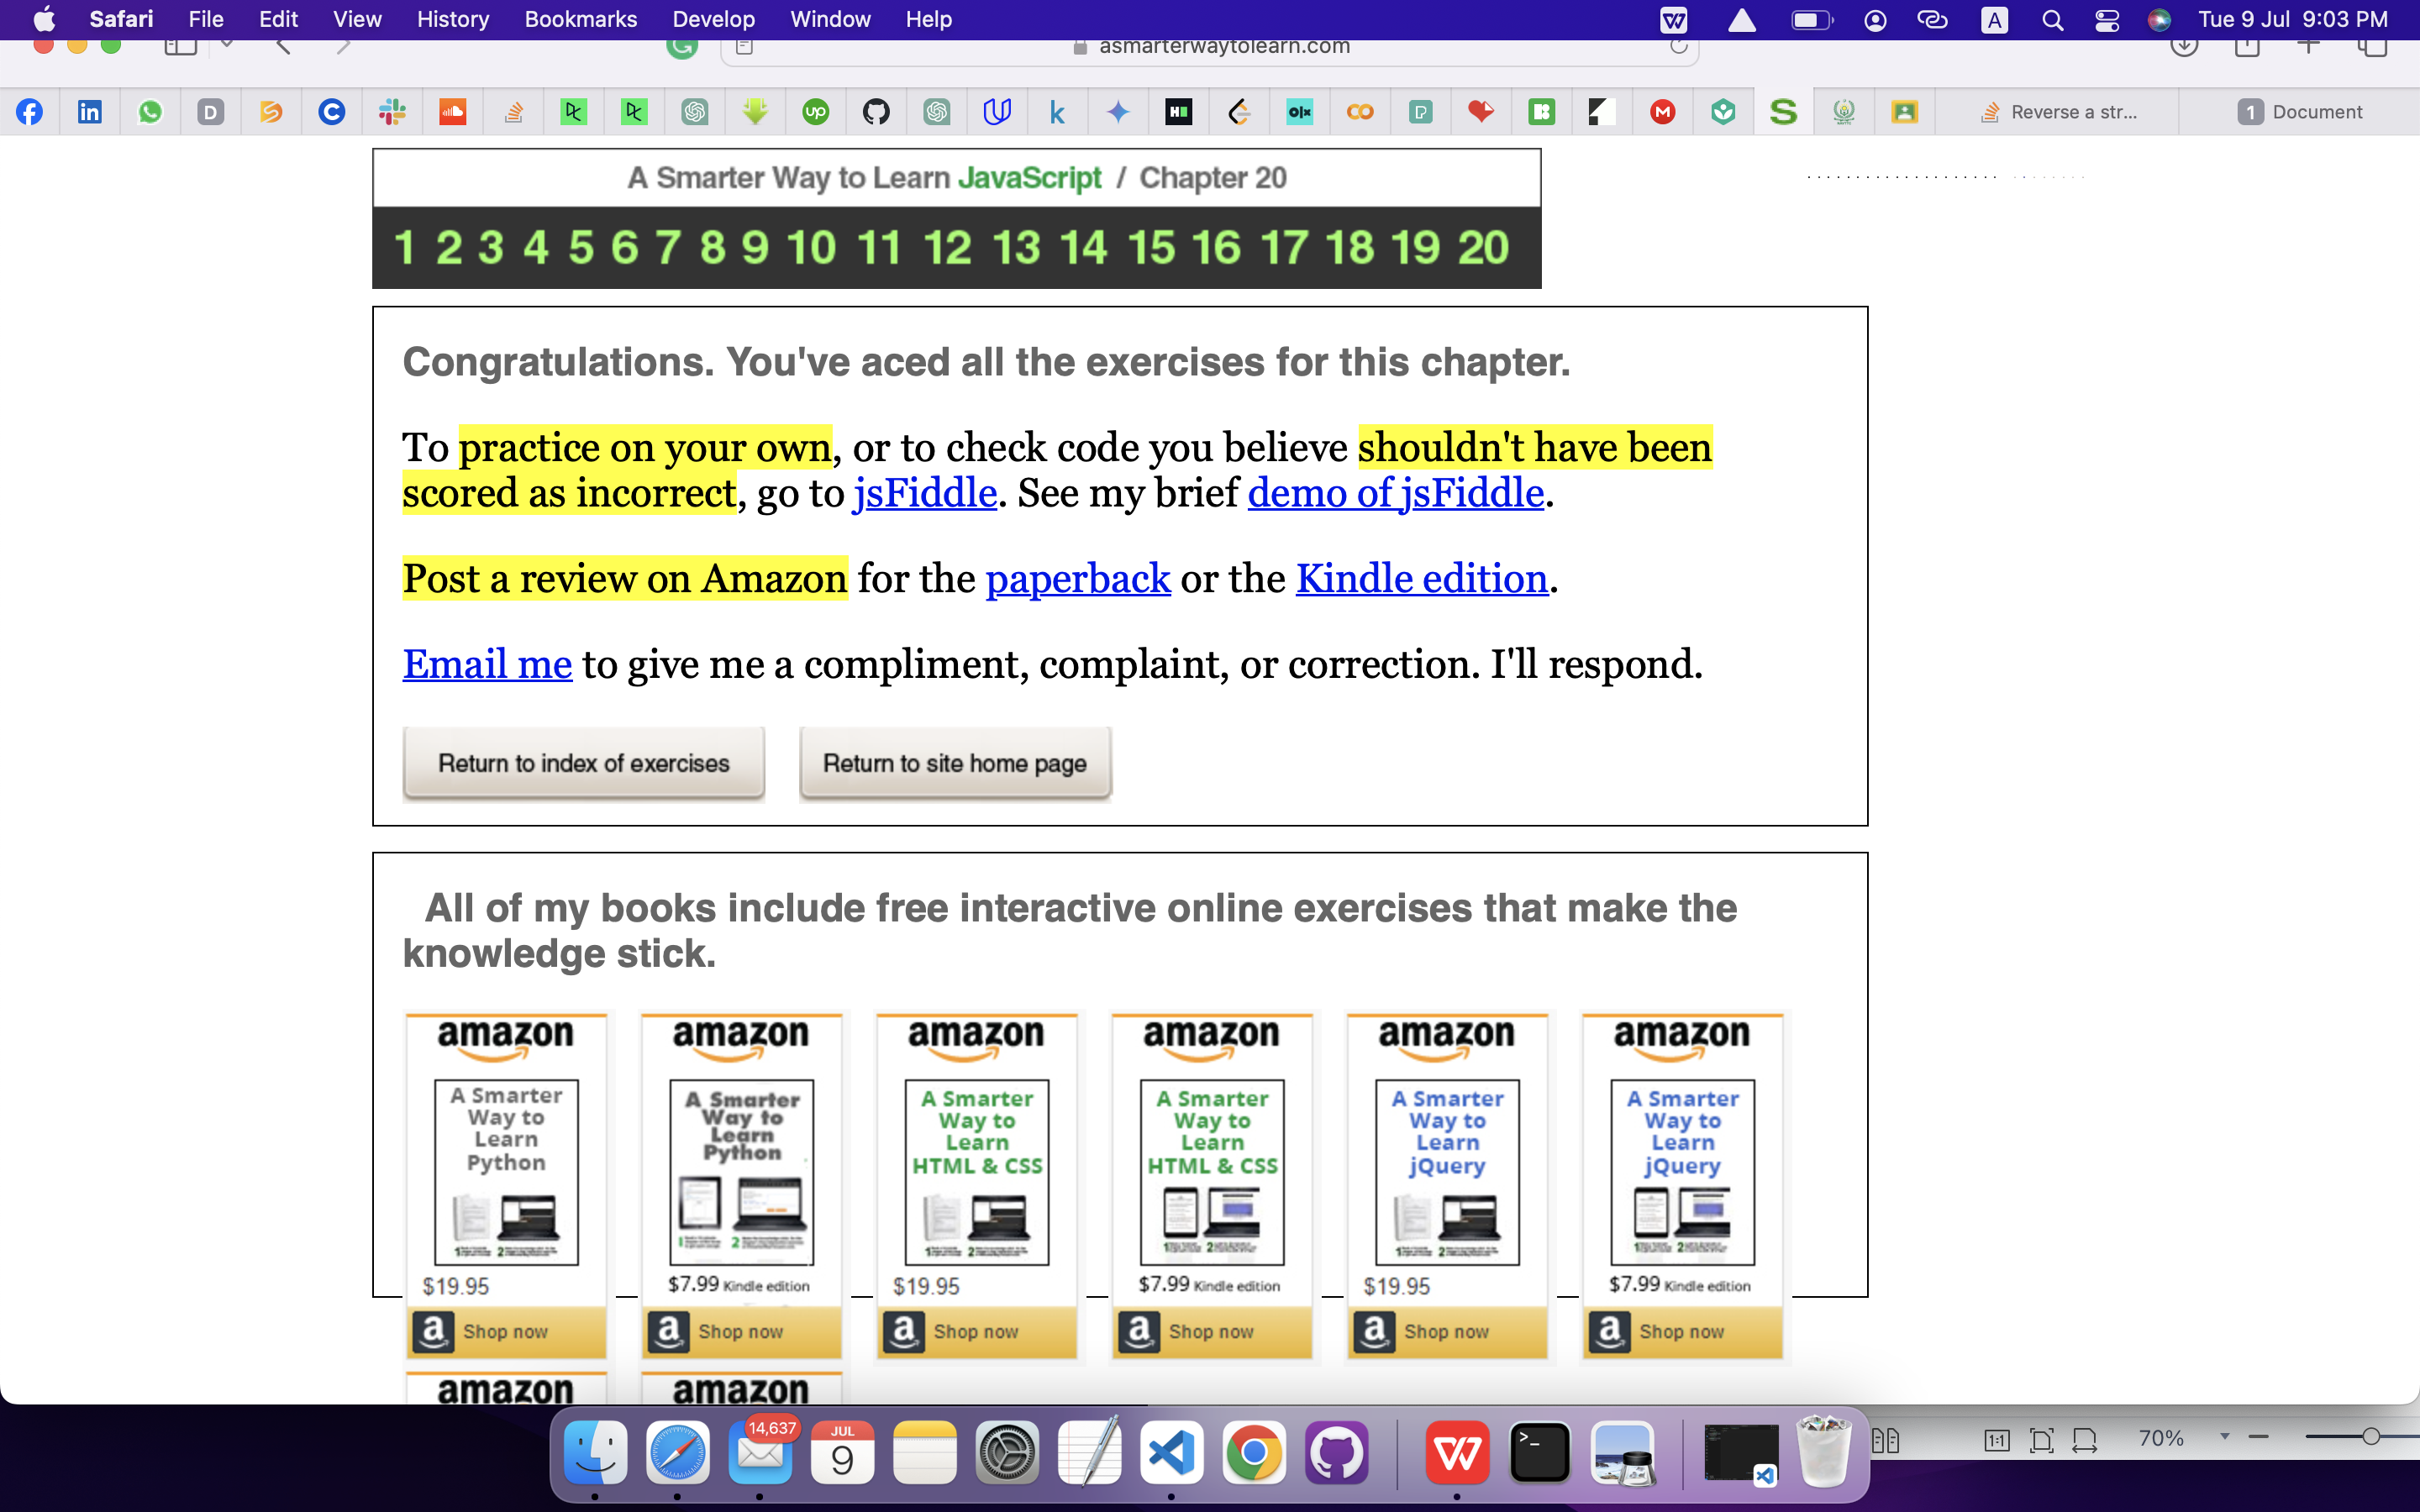 Safari File Edit View History Bookmarks Develop Window Help A Tue 9 Jul 9:03 PM
asmarterwaytolearn.com
Reverse a str... 1 Document
A Smarter Way to Learn JavaScript / Chapter 20
1 2 3 4 5 6 7 8 9 10 11 12 13 14 15 16 17 18 19 20
Congratulations. You've aced all the exercises for this chapter.
To practice on your own, or to check code you believe shouldn't have been
scored as incorrect, go to jsFiddle. See my brief demo of jsFiddle.
Post a review on Amazon for the paperback or the Kindle edition.
Email me to give me a compliment, complaint, or correction. I'll respond.
Return to index of exercises Return to site home page
All of my books include free interactive online exercises that make the
knowledge stick.
amazon amazon amazon amazon amazon amazon
A Smarter A Smarter A Smarter A Smarter A Smarter A Smarter
Way to Way to Way to Way to Way to Way to
Learn Learn Learn Learn Learn Learn
Python Python HTML & CSS HTML & CSS jQuery jQuery
$19.95 $7.99 Kindle edition $19.95 $7.99 Kindle edition $19.95 $7.99 Kindle edition
Shop now Shop now Shop now Shop now Shop now Shop now
amazon amazon
14,637 JUL
9
70%